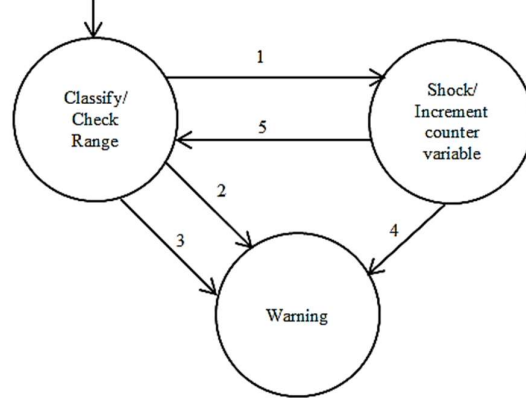 1
Classify/
Check
Range
Shock/
Increment
counter
variable
5
2
3
4
Warning